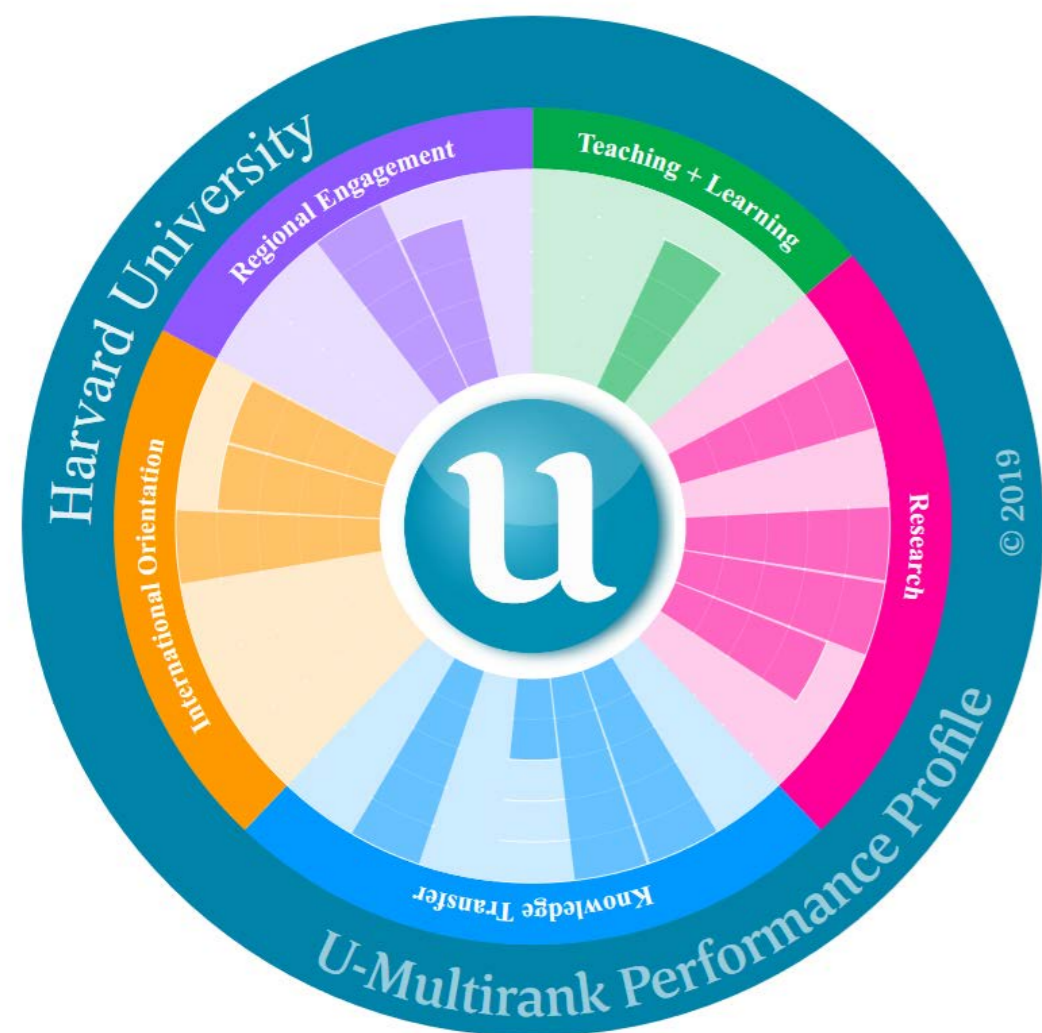 Harvard University
Regional Engagement
Teaching + Learning
Research
© 2019
International Orientation
Knowledge Transfer
U-Multirank Performance Profile
u